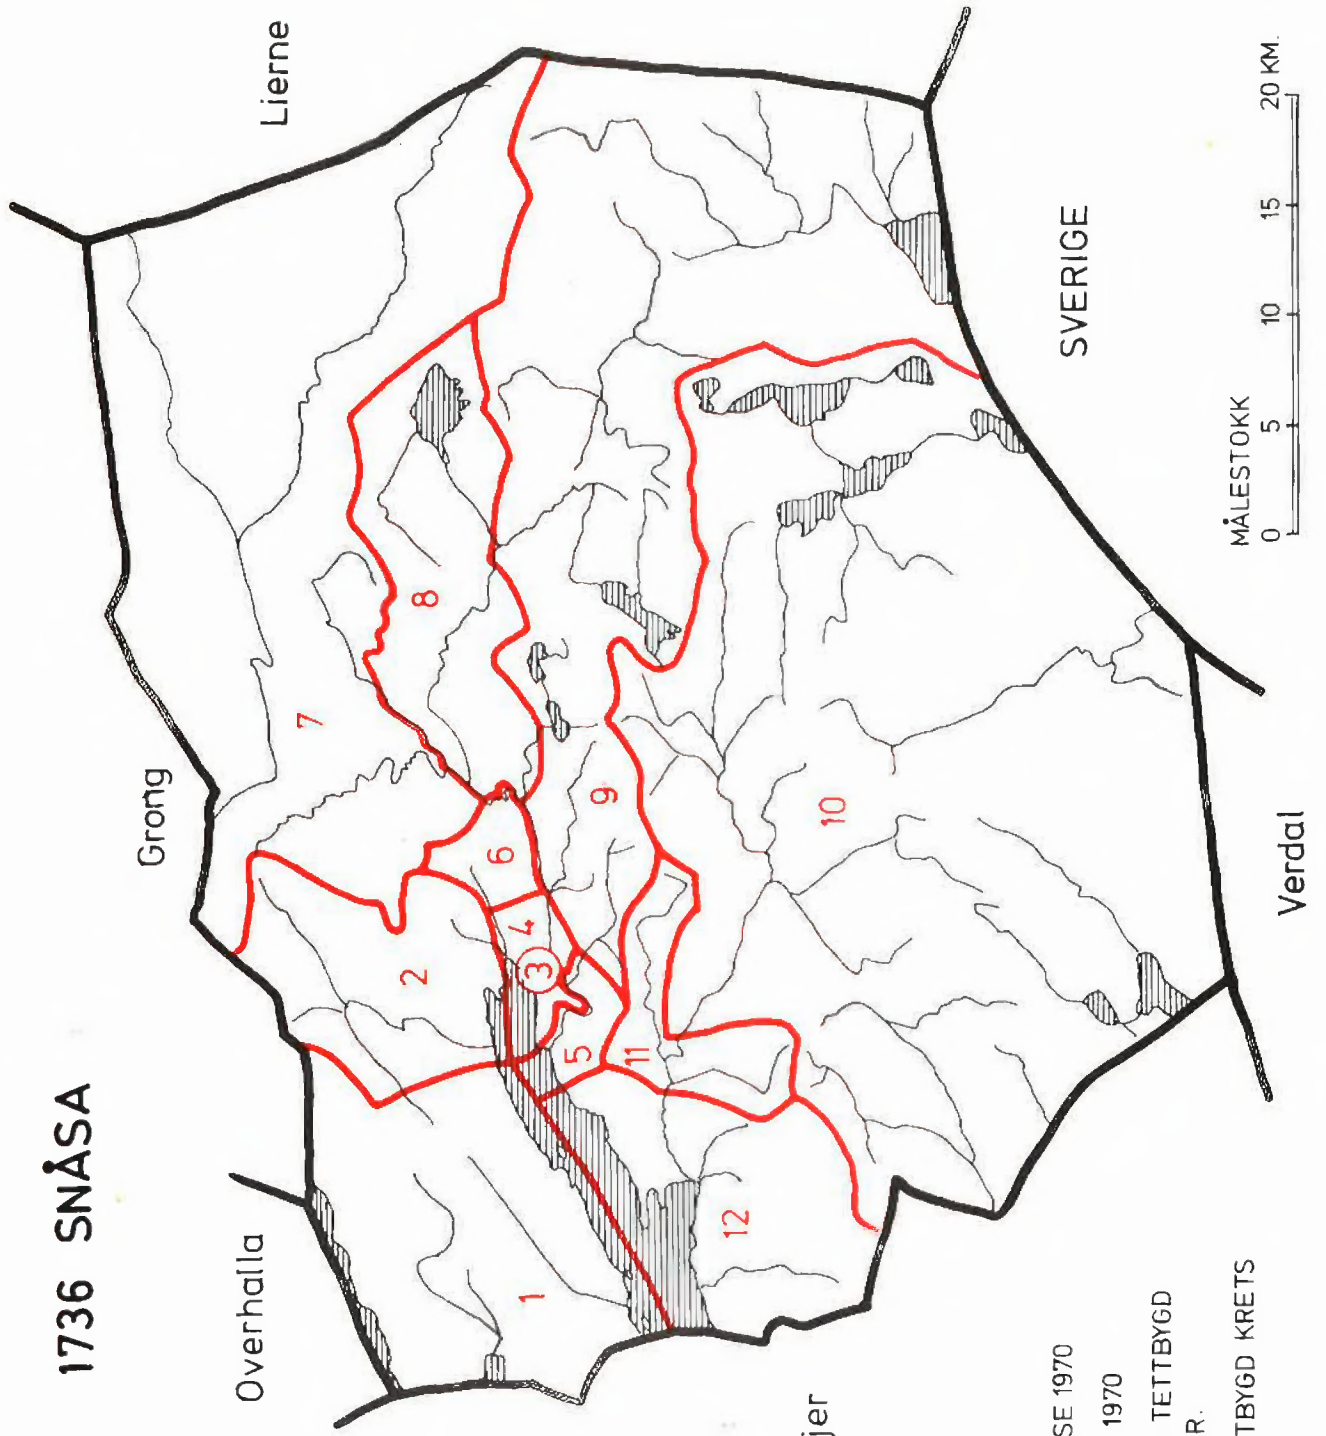 1736 SNÅSA
Overhalla
Grong
Lierne
7
8
2
6
4
3
9
5
11
1
10
12
SVERIGE
Verdal
jer
MÅLESTOKK
0 5 10 15 20 KM.
SE 1970
1970
TETTBYGD
R.
TBYGD KRETS